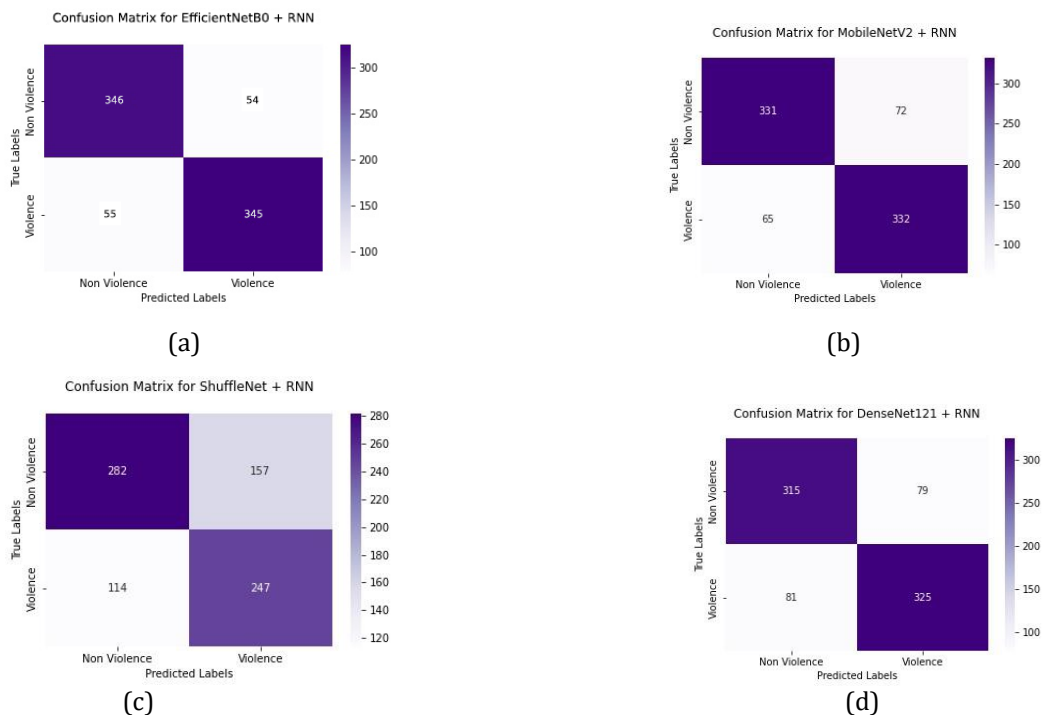 Confusion Matrix for EfficientNetB0 + RNN
True Labels
Non Violence
Violence
346
54
55
345
Non Violence
Violence
Predicted Labels
300
250
200
150
100
(a)
Confusion Matrix for MobileNetV2 + RNN
True Labels
Non Violence
Violence
331
72
65
332
Non Violence
Violence
Predicted Labels
300
250
200
150
100
(b)
Confusion Matrix for ShuffleNet + RNN
True Labels
Non Violence
Violence
282
157
114
247
Non Violence
Violence
Predicted Labels
280
260
240
220
200
180
160
140
120
(c)
Confusion Matrix for DenseNet121 + RNN
True Labels
Non Violence
Violence
315
79
81
325
Non Violence
Violence
Predicted Labels
300
250
200
150
100
(d)